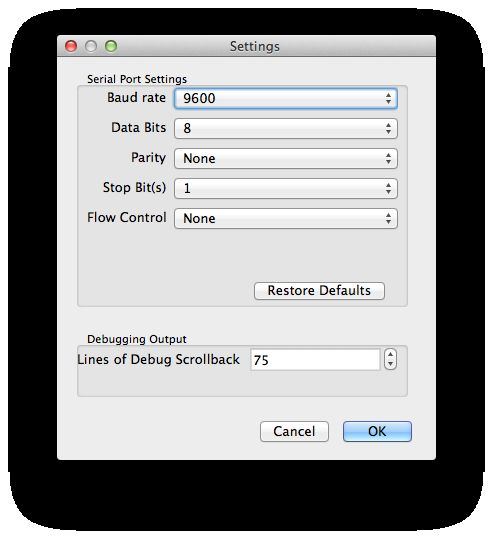 Settings
Serial Port Settings
Baud rate 9600
Data Bits 8
Parity None
Stop Bit(s) 1
Flow Control None
Restore Defaults
Debugging Output
Lines of Debug Scrollback 75
Cancel OK